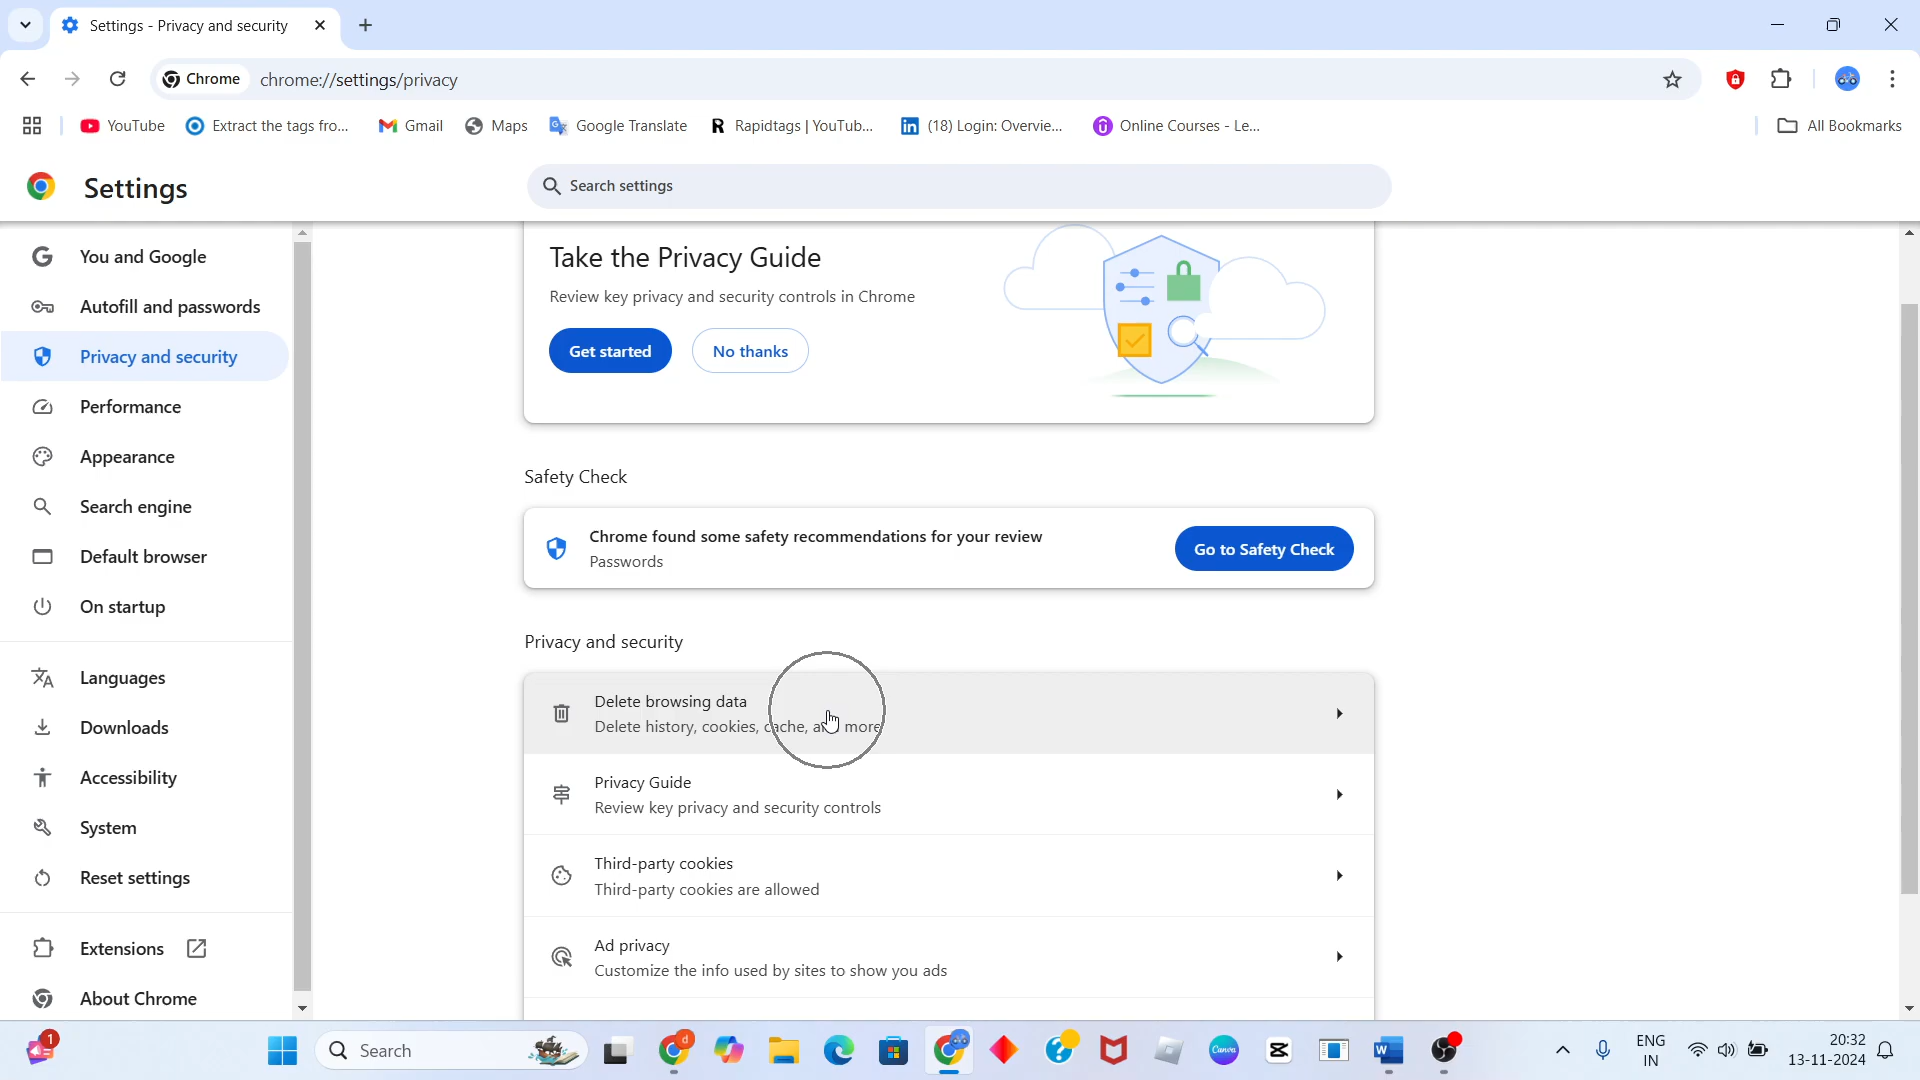 Settings - Privacy and security
Chrome chrome://settings/privacy
YouTube Extract the tags fro... Gmail Maps Google Translate Rapidtags | YouTub... (18) Login: Overvie... Online Courses - Le... All Bookmarks
Settings
Search settings
You and Google
Autofill and passwords
Privacy and security
Performance
Appearance
Search engine
Default browser
On startup
Languages
Downloads
Accessibility
System
Reset settings
Extensions
About Chrome
Take the Privacy Guide
Review key privacy and security controls in Chrome
Get started No thanks
Safety Check
Chrome found some safety recommendations for your review
Passwords
Go to Safety Check
Privacy and security
Delete browsing data
Delete history, cookies, cache, and more
Privacy Guide
Review key privacy and security controls
Third-party cookies
Third-party cookies are allowed
Ad privacy
Customize the info used by sites to show you ads
1
Search
d
Canva
W
ENG
IN
20:32
13-11-2024